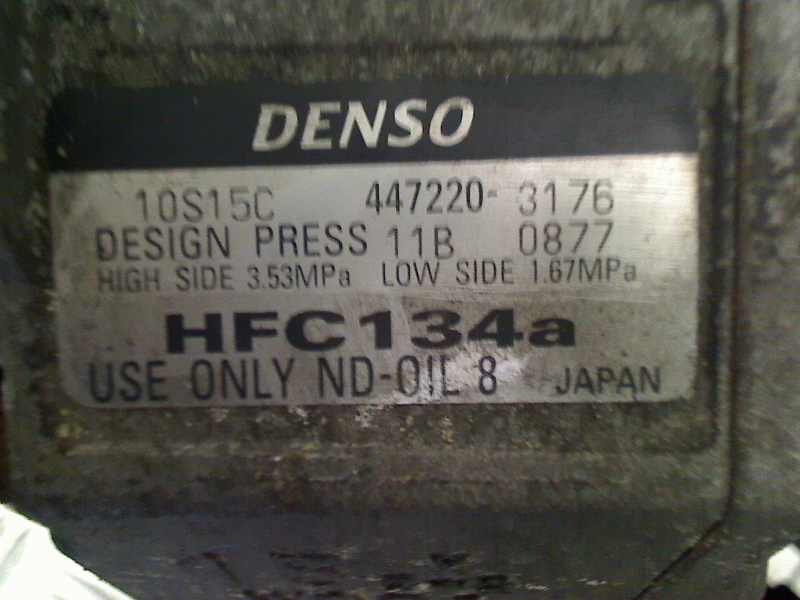 DENSO
10S15C 447220- 3176
DESIGN PRESS 11B 0877
HIGH SIDE 3.53MPa LOW SIDE 1.67MPa
HFC134a
USE ONLY ND-OIL 8 JAPAN